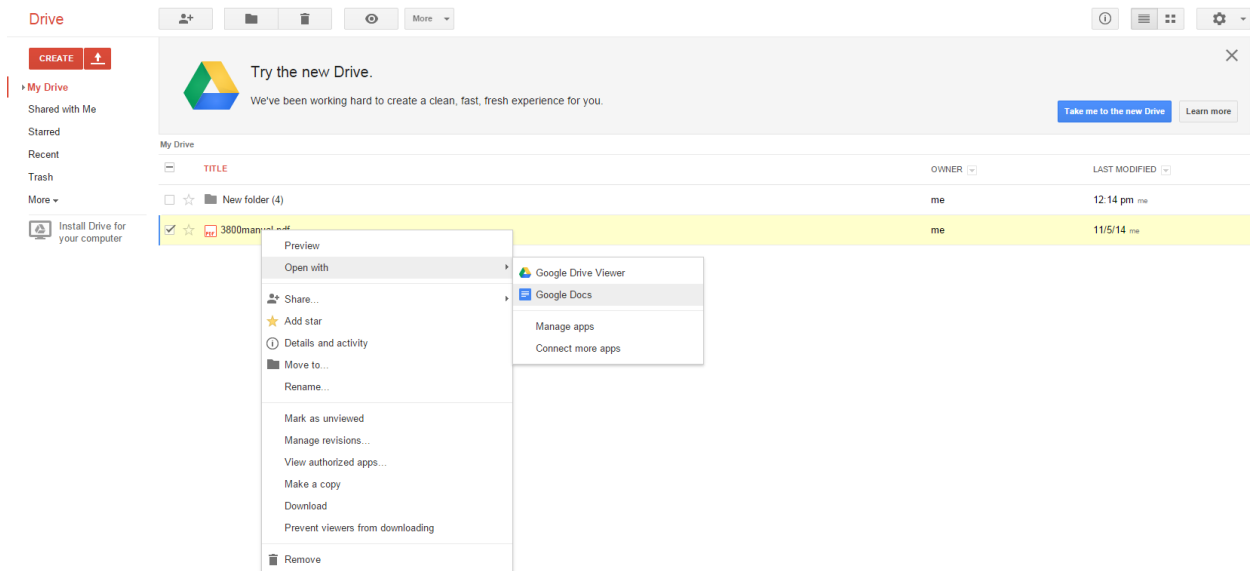 Drive
More
CREATE
Try the new Drive.
We've been working hard to create a clean, fast, fresh experience for you.
Take me to the new Drive
Learn more
My Drive
Shared with Me
Starred
Recent
Trash
More
Install Drive for
your computer
My Drive
TITLE
OWNER
LAST MODIFIED
New folder (4)
me
12:14 pm me
PDF
3800manual.pdf
me
11/5/14 me
Preview
Open with
Share...
Add star
Details and activity
Move to...
Rename...
Mark as unviewed
Manage revisions...
View authorized apps...
Make a copy
Download
Prevent viewers from downloading
Remove
Google Drive Viewer
Google Docs
Manage apps
Connect more apps